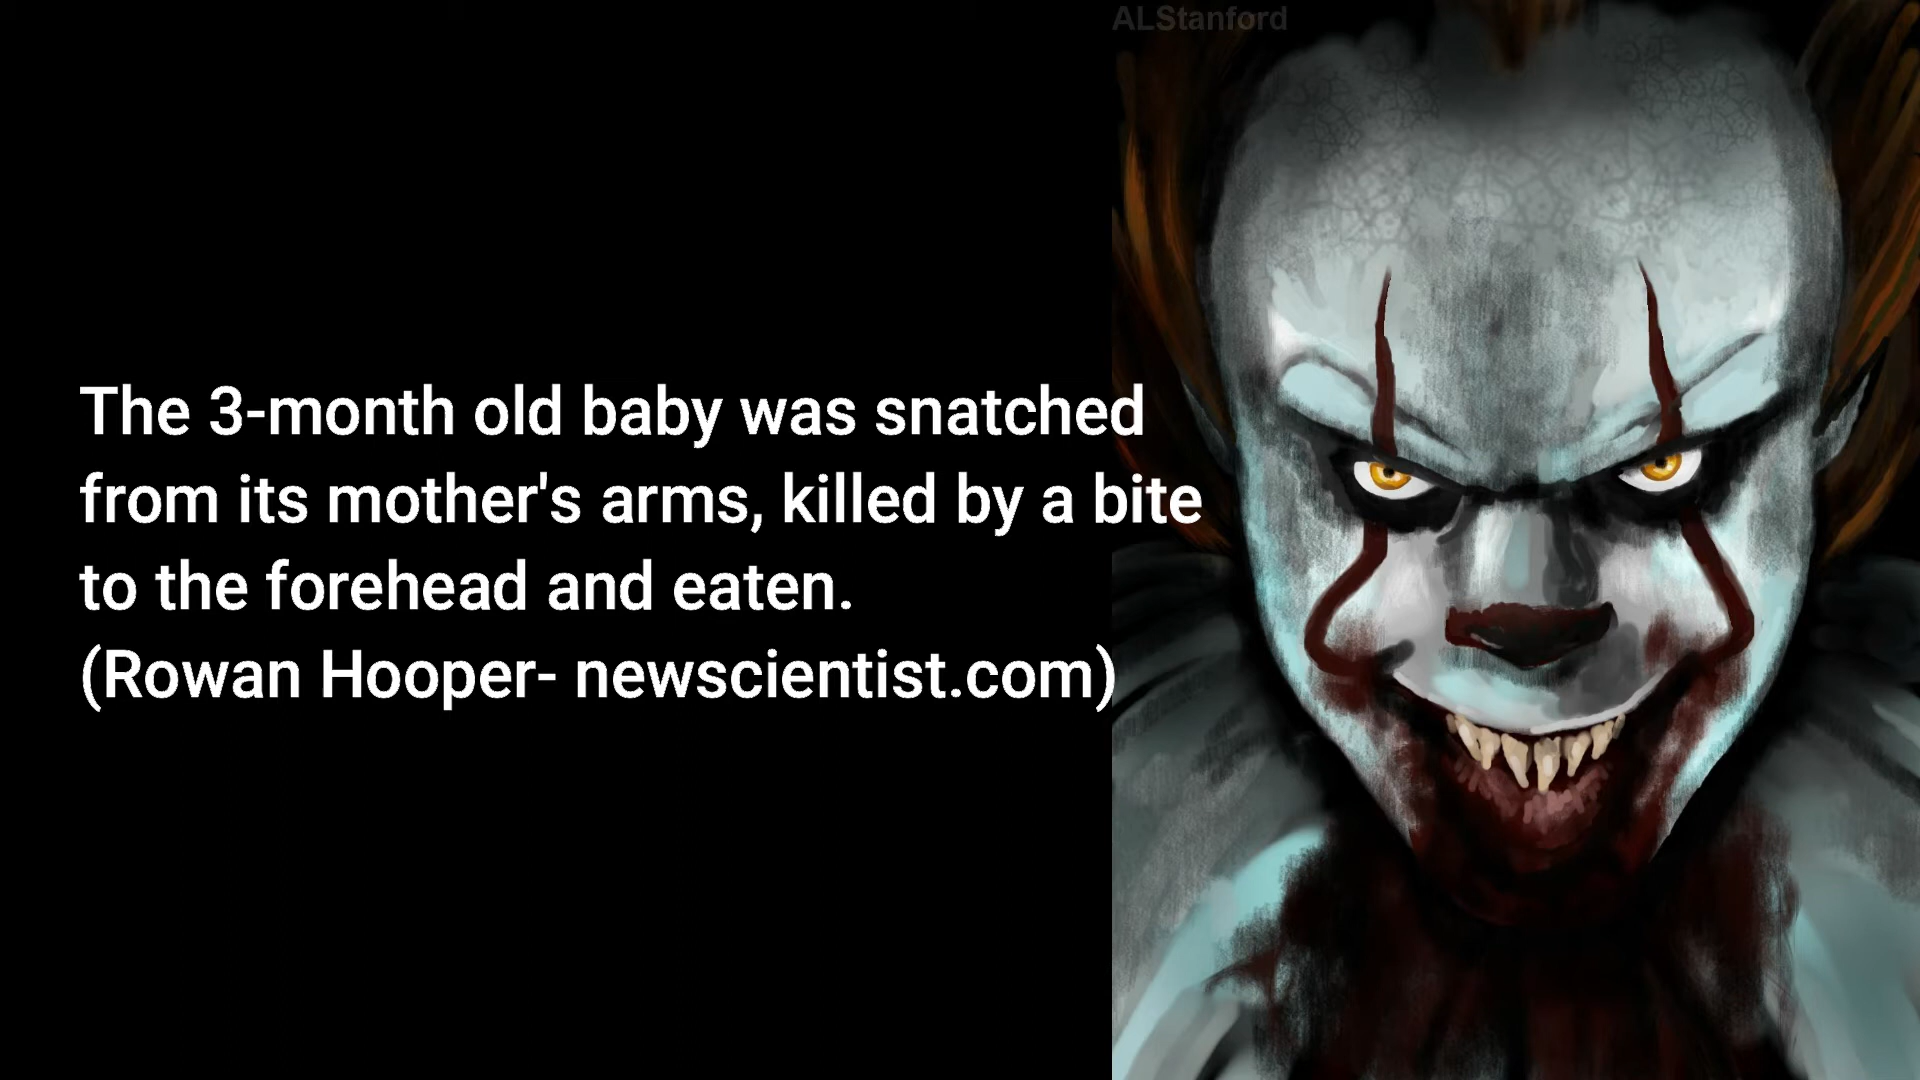 ALStanford
The 3-month old baby was snatched
from its mother's arms, killed by a bite
to the forehead and eaten.
(Rowan Hooper- newscientist.com)